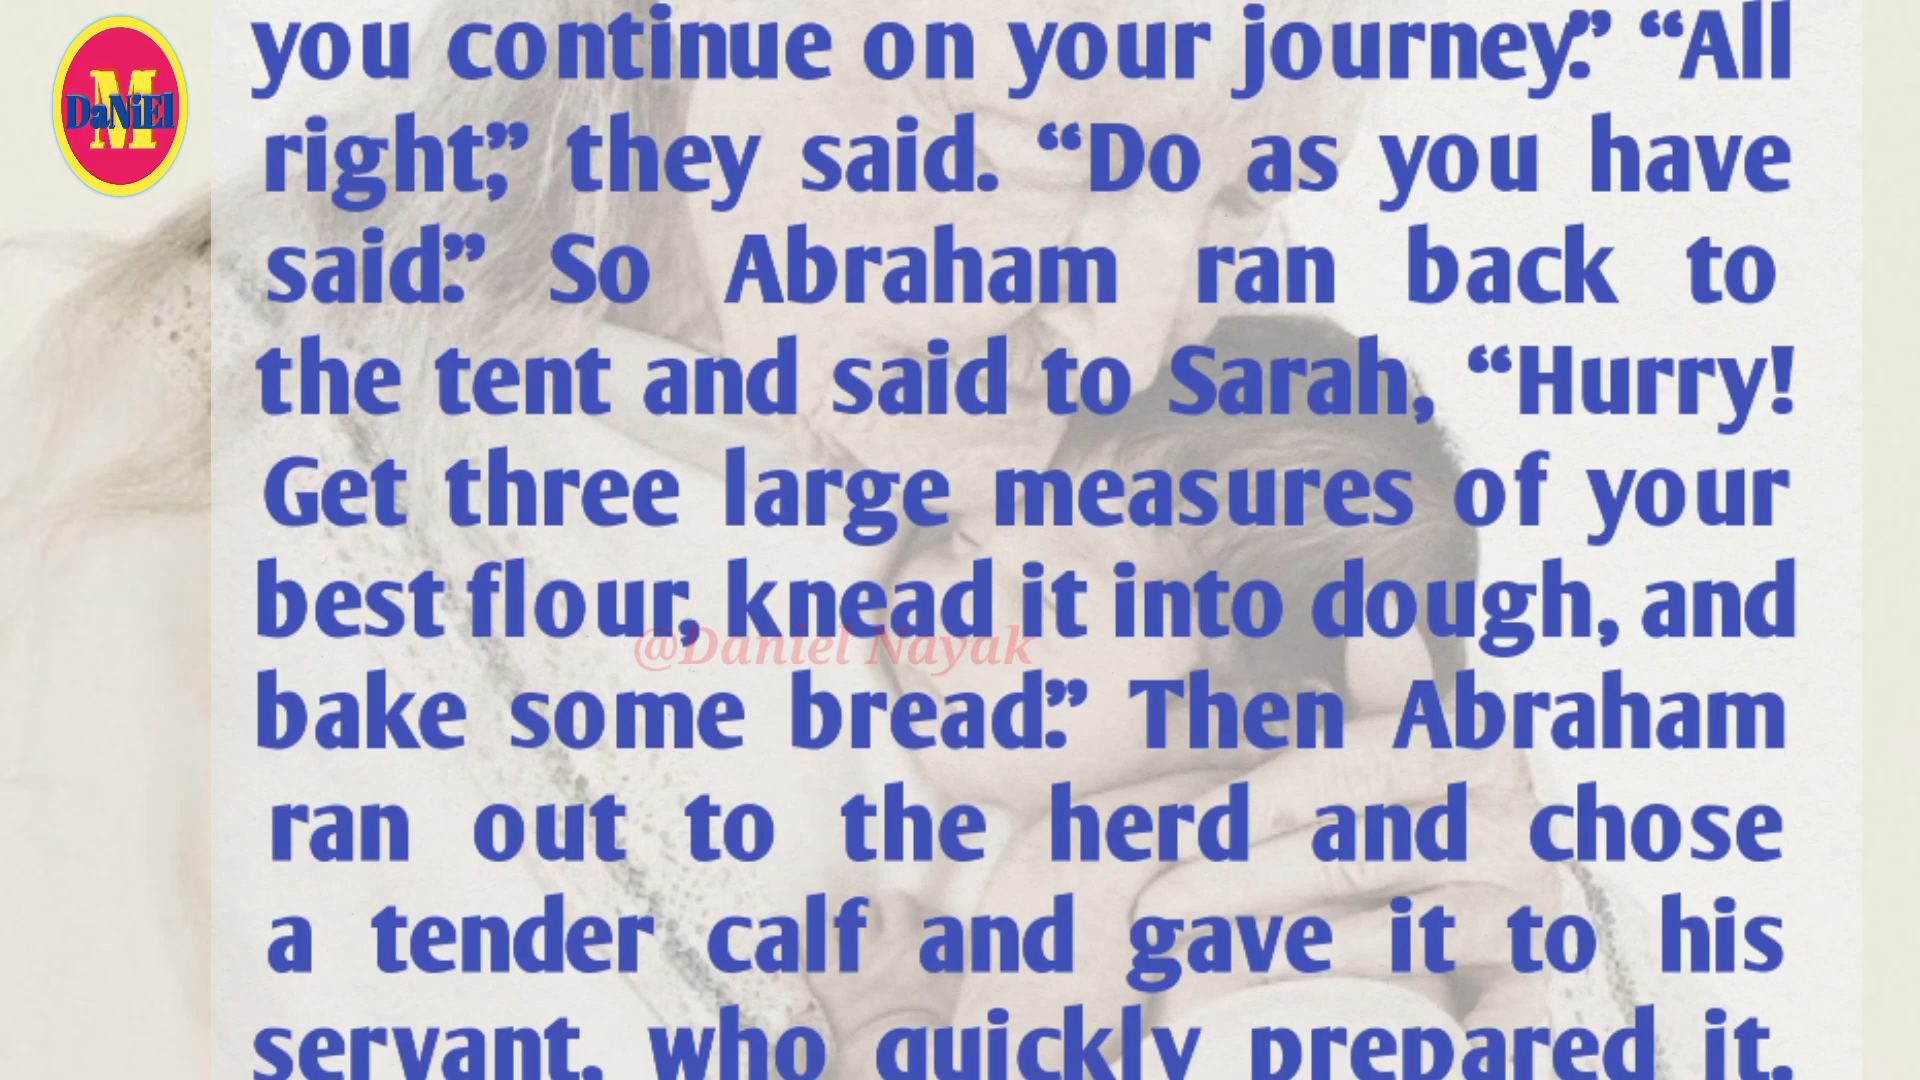 M
DaNiEl
you continue on your journey.” “All
right,” they said. “Do as you have
said.” So Abraham ran back to
the tent and said to Sarah, “Hurry!
Get three large measures of your
best flour, knead it into dough, and
@Daniel Nayak
bake some bread.” Then Abraham
ran out to the herd and chose
a tender calf and gave it to his
servant, who quickly prepared it.